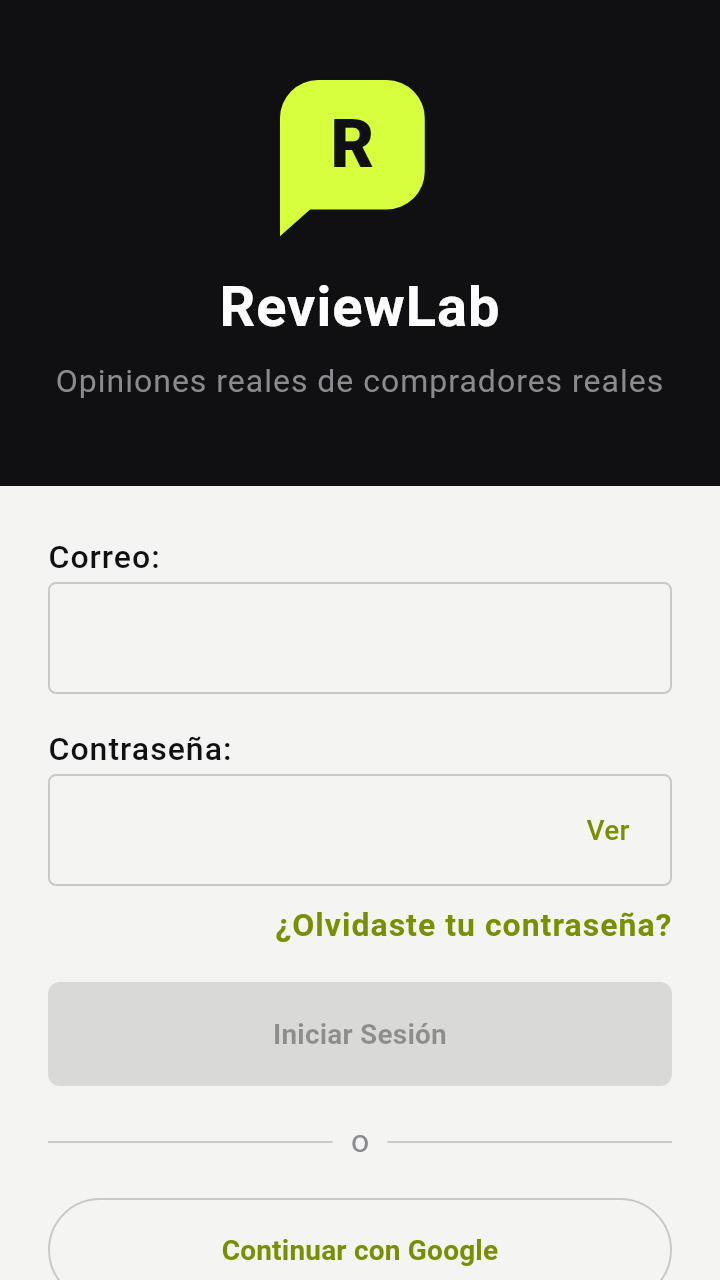 R
ReviewLab
Opiniones reales de compradores reales
Correo:
Contraseña:
Ver
¿Olvidaste tu contraseña?
Iniciar Sesión
O
Continuar con Google